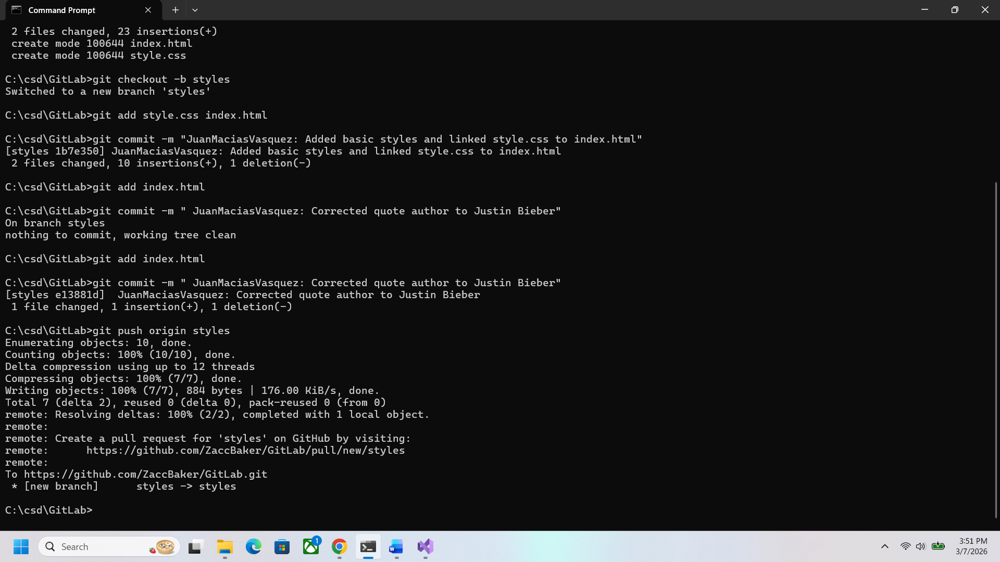 Command Prompt
2 files changed, 23 insertions(+)
create mode 100644 index.html
create mode 100644 style.css
C:\csd\GitLab>git checkout -b styles
Switched to a new branch 'styles'
C:\csd\GitLab>git add style.css index.html
C:\csd\GitLab>git commit -m "JuanMaciasVasquez: Added basic styles and linked style.css to index.html"
[styles 1b7e350] JuanMaciasVasquez: Added basic styles and linked style.css to index.html
2 files changed, 10 insertions(+), 1 deletion(-)
C:\csd\GitLab>git add index.html
C:\csd\GitLab>git commit -m " JuanMaciasVasquez: Corrected quote author to Justin Bieber"
On branch styles
nothing to commit, working tree clean
C:\csd\GitLab>git add index.html
C:\csd\GitLab>git commit -m " JuanMaciasVasquez: Corrected quote author to Justin Bieber"
[styles e13881d]  JuanMaciasVasquez: Corrected quote author to Justin Bieber
1 file changed, 1 insertion(+), 1 deletion(-)
C:\csd\GitLab>git push origin styles
Enumerating objects: 10, done.
Counting objects: 100% (10/10), done.
Delta compression using up to 12 threads
Compressing objects: 100% (7/7), done.
Writing objects: 100% (7/7), 884 bytes | 176.00 KiB/s, done.
Total 7 (delta 2), reused 0 (delta 0), pack-reused 0 (from 0)
remote: Resolving deltas: 100% (2/2), completed with 1 local object.
remote:
remote: Create a pull request for 'styles' on GitHub by visiting:
remote:      https://github.com/ZaccBaker/GitLab/pull/new/styles
remote:
To https://github.com/ZaccBaker/GitLab.git
* [new branch]      styles -> styles
C:\csd\GitLab>
Search
1
W
3:51 PM
3/7/2026